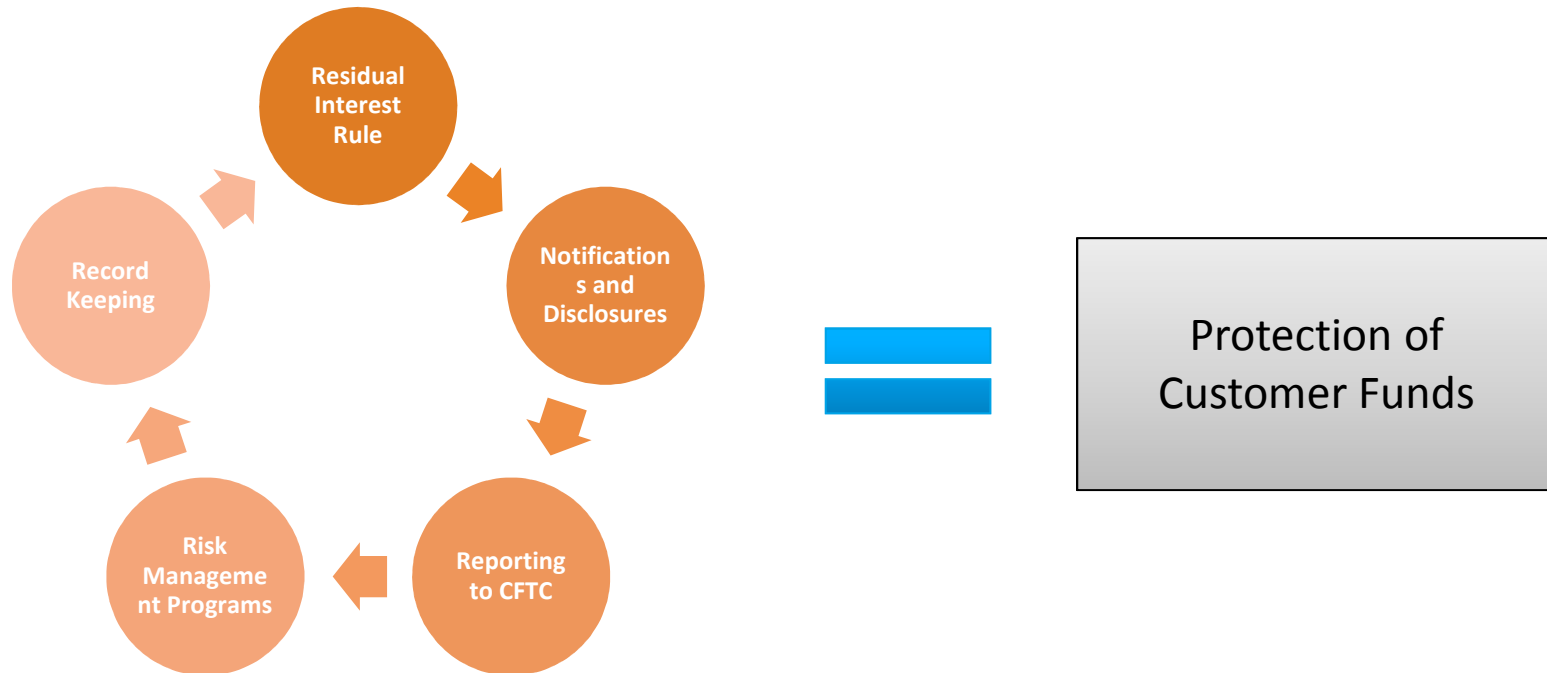 Residual
Interest
Rule
Notification
s and
Disclosures
Reporting
to CFTC
Risk
Manageme
nt Programs
Record
Keeping
Protection of
Customer Funds